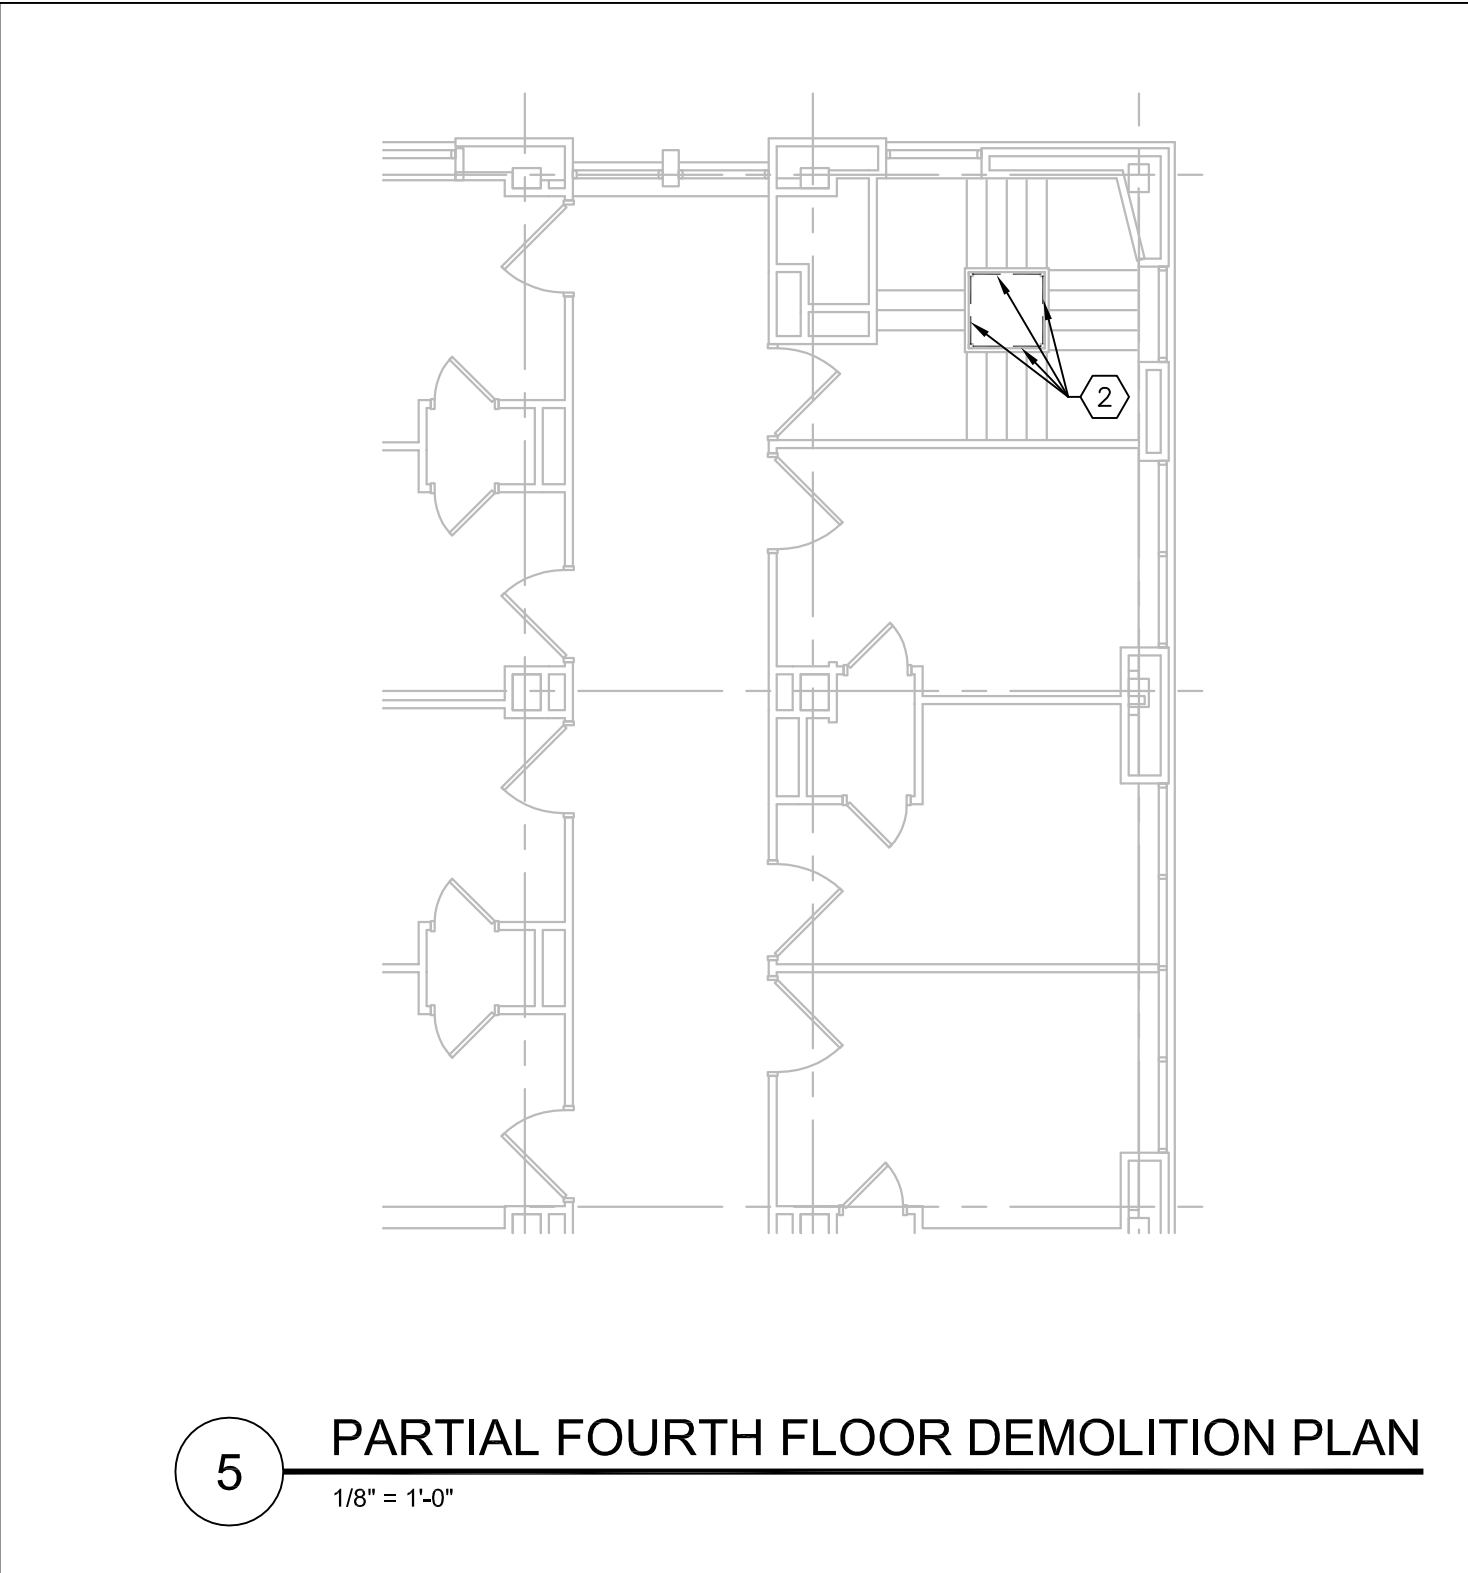 2
PARTIAL FOURTH FLOOR DEMOLITION PLAN
5
1/8" = 1'-0"